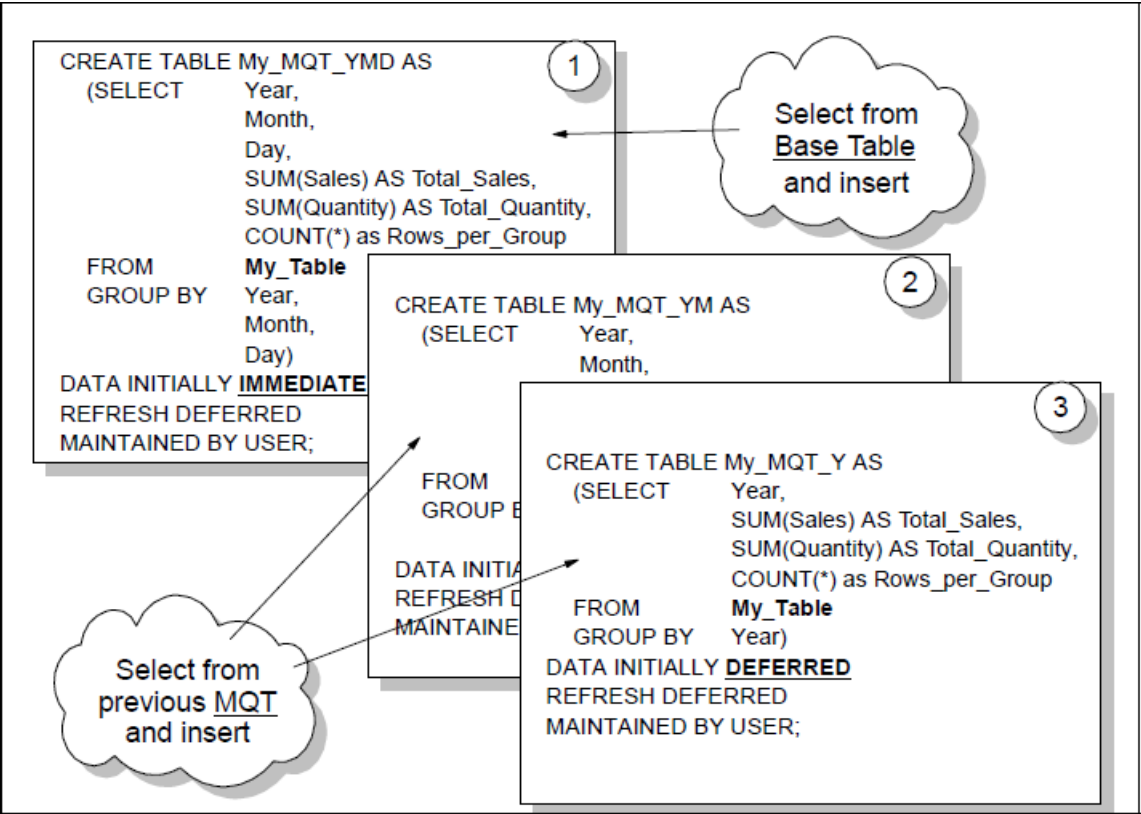 CREATE TABLE My_MQT_YMD AS
(SELECT Year,
Month,
Day,
SUM(Sales) AS Total_Sales,
SUM(Quantity) AS Total_Quantity,
COUNT(*) as Rows_per_Group
FROM My_Table
GROUP BY Year,
Month,
Day)
DATA INITIALLY IMMEDIATE
REFRESH DEFERRED
MAINTAINED BY USER;
1
Select from
Base Table
and insert
2
CREATE TABLE My_MQT_YM AS
(SELECT Year,
Month,
FROM
GROUP
DATA
3
CREATE TABLE My_MQT_Y AS
(SELECT Year,
SUM(Sales) AS Total_Sales,
SUM(Quantity) AS Total_Quantity,
COUNT(*) as Rows_per_Group
FROM My_Table
GROUP BY Year)
DATA INITIALLY DEFERRED
REFRESH DEFERRED
MAINTAINED BY USER;
Select from
previous MQT
and insert